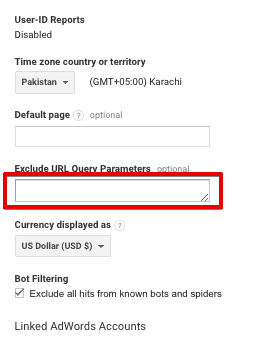 User-ID Reports
Disabled
Time zone country or territory
Pakistan (GMT+05:00) Karachi
Default page ? optional
Exclude URL Query Parameters optional
Currency displayed as ?
US Dollar (USD $)
Bot Filtering
Exclude all hits from known bots and spiders
Linked AdWords Accounts